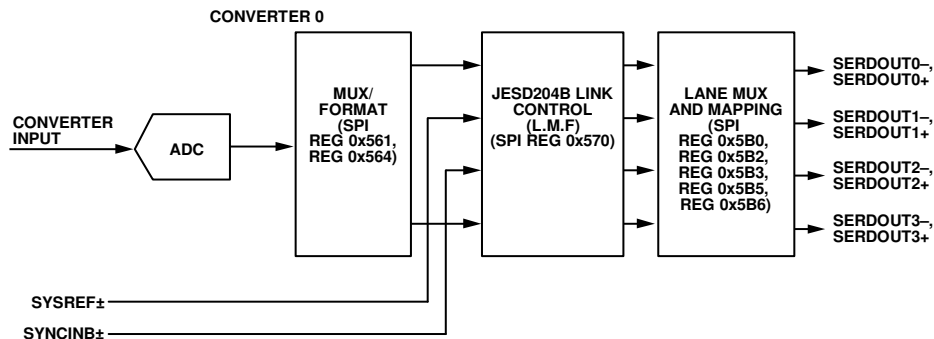 CONVERTER 0
CONVERTER
INPUT
ADC
MUX/
FORMAT
(SPI
REG 0x561,
REG 0x564)
JESD204B LINK
CONTROL
(L.M.F)
(SPI REG 0x570)
LANE MUX
AND MAPPING
(SPI
REG 0x5B0,
REG 0x5B2,
REG 0x5B3,
REG 0x5B5,
REG 0x5B6)
SERDOUT0–,
SERDOUT0+
SERDOUT1–,
SERDOUT1+
SERDOUT2–,
SERDOUT2+
SERDOUT3–,
SERDOUT3+
SYSREF±
SYNCINB±